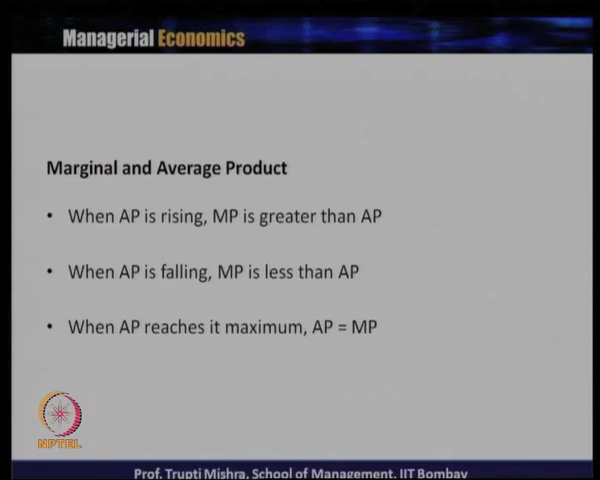 Managerial Economics
Marginal and Average Product
• When AP is rising, MP is greater than AP
• When AP is falling, MP is less than AP
• When AP reaches it maximum, AP = MP
NPTEL
Prof. Trupti Mishra, School of Management, IIT Bombay